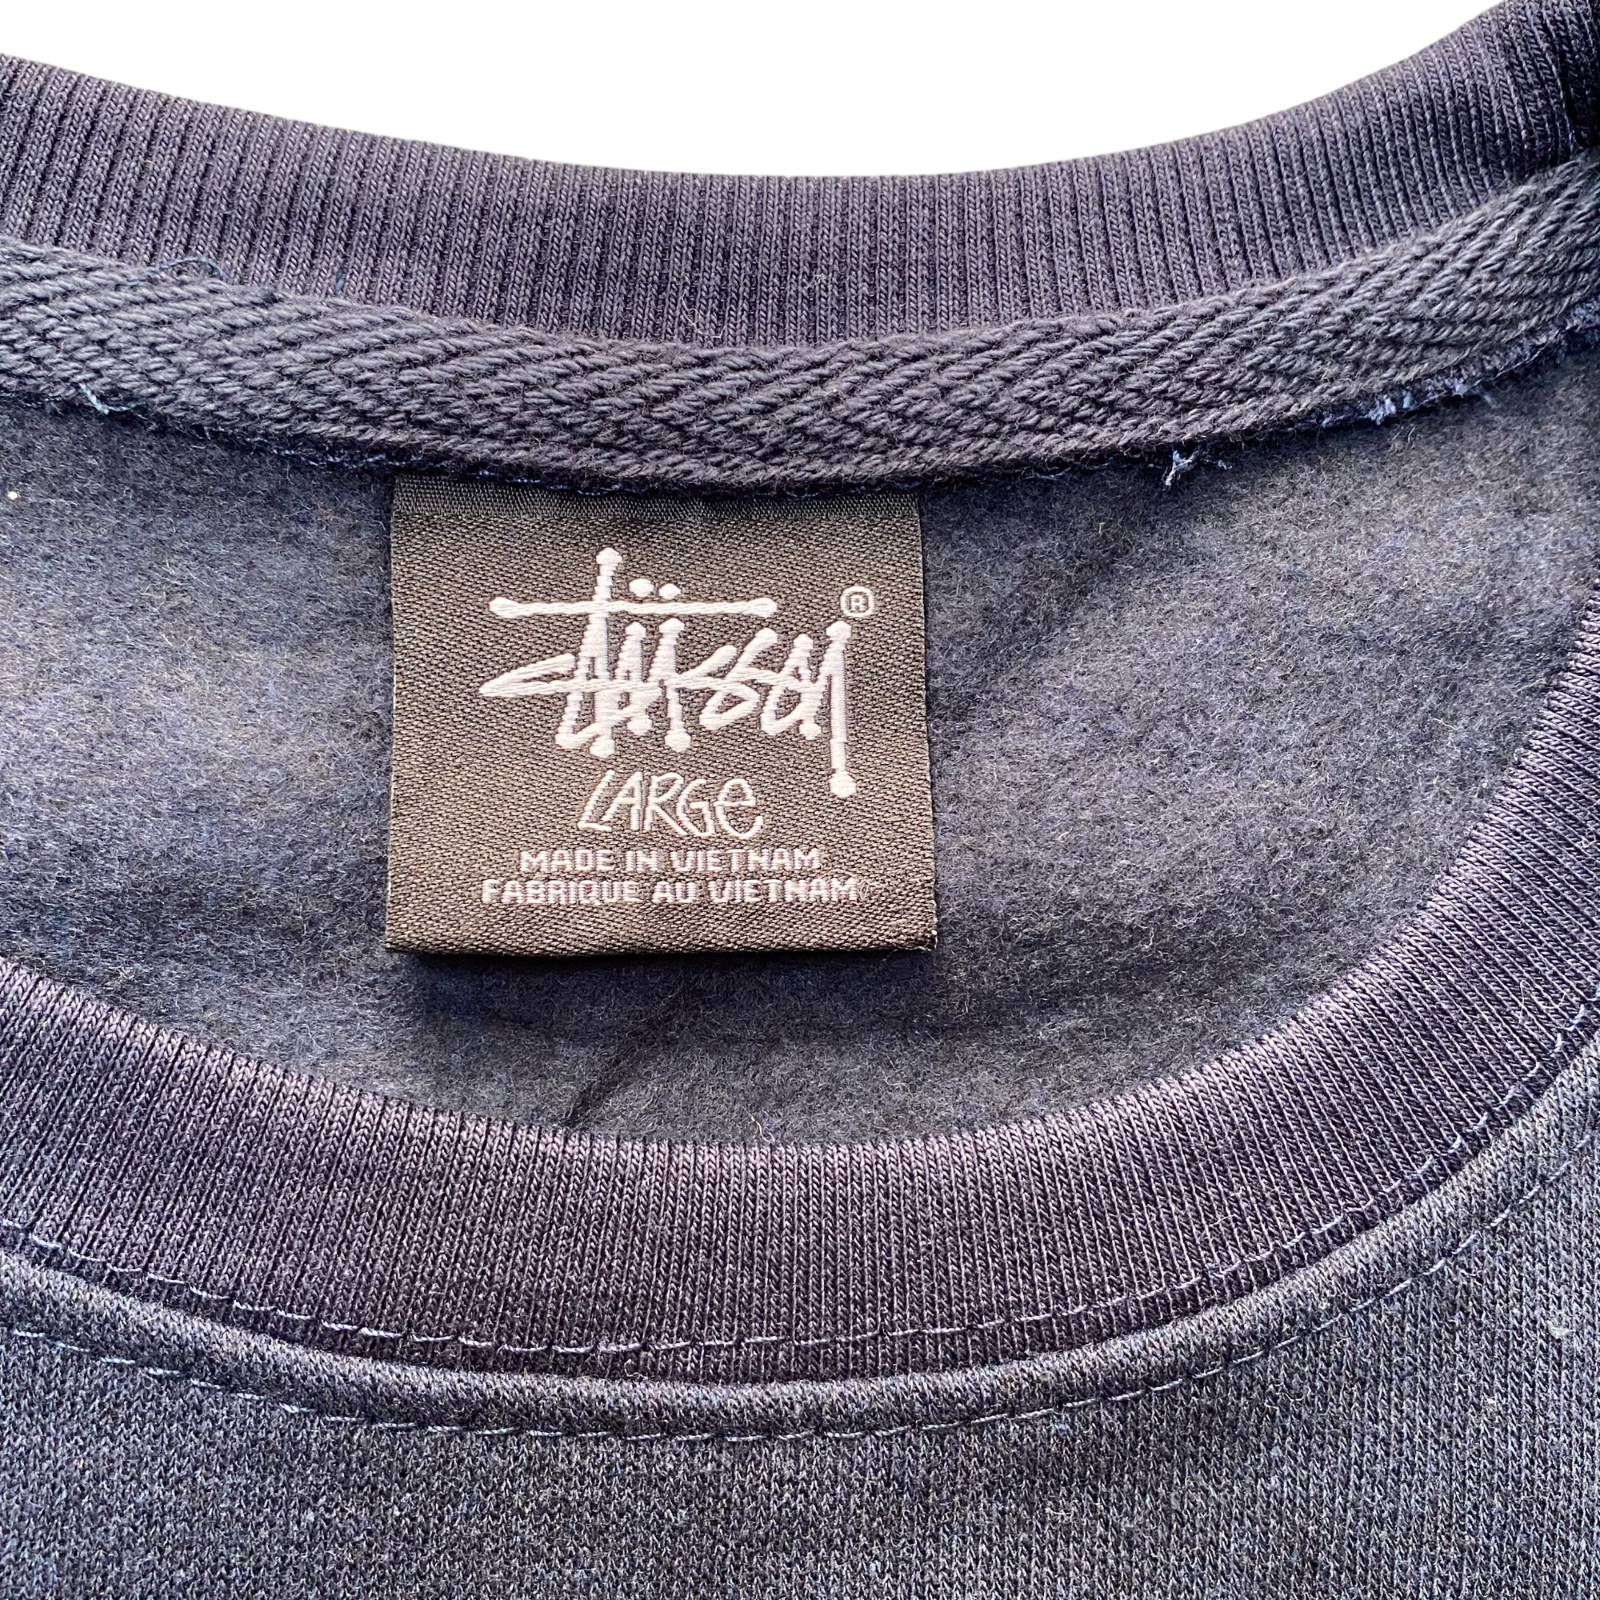 Stüssy ®
LARGe
MADE IN VIETNAM
FABRIQUE AU VIETNAM